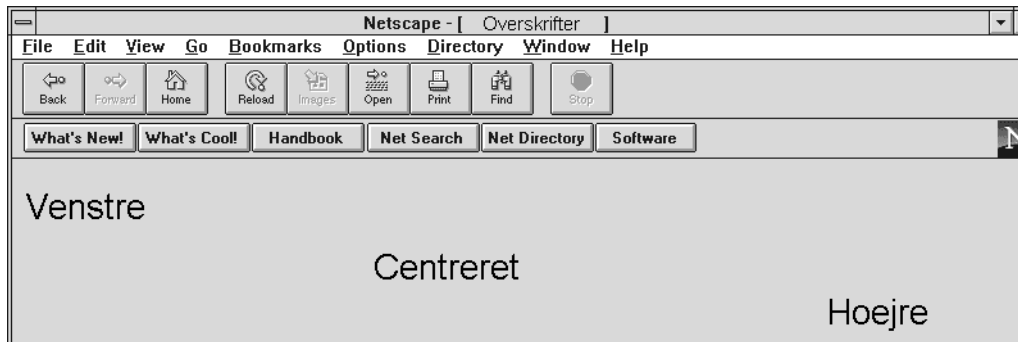 Netscape - [ Overskrifter ]
File Edit View Go Bookmarks Options Directory Window Help
Back Forward Home Reload Images Open Print Find Stop
What's New! What's Cool! Handbook Net Search Net Directory Software
N
Venstre
Centreret
Hoejre